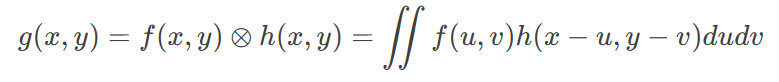 g(x, y) = f(x, y) ⊗ h(x, y) = ∬ f(u, v)h(x − u, y − v)dudv